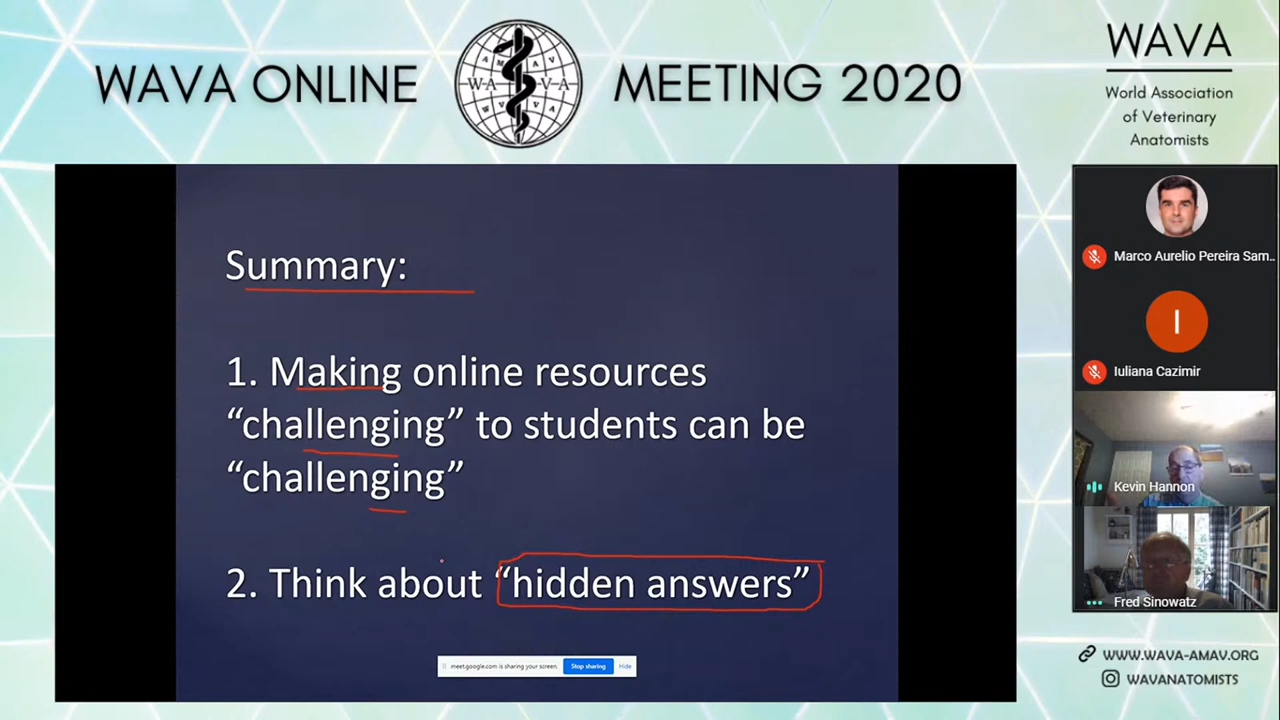 WAVA ONLINE
MEETING 2020
WAVA
World Association
of Veterinary
Anatomists
A M A V
WA VA
Summary:
1. Making online resources
“challenging” to students can be
“challenging”
2. Think about “hidden answers”
meet.google.com is sharing your screen.
Stop sharing
Hide
Marco Aurelio Pereira Sam...
I
Iuliana Cazimir
Kevin Hannon
Fred Sinowatz
WWW.WAVA-AMAV.ORG
WAVANATOMISTS